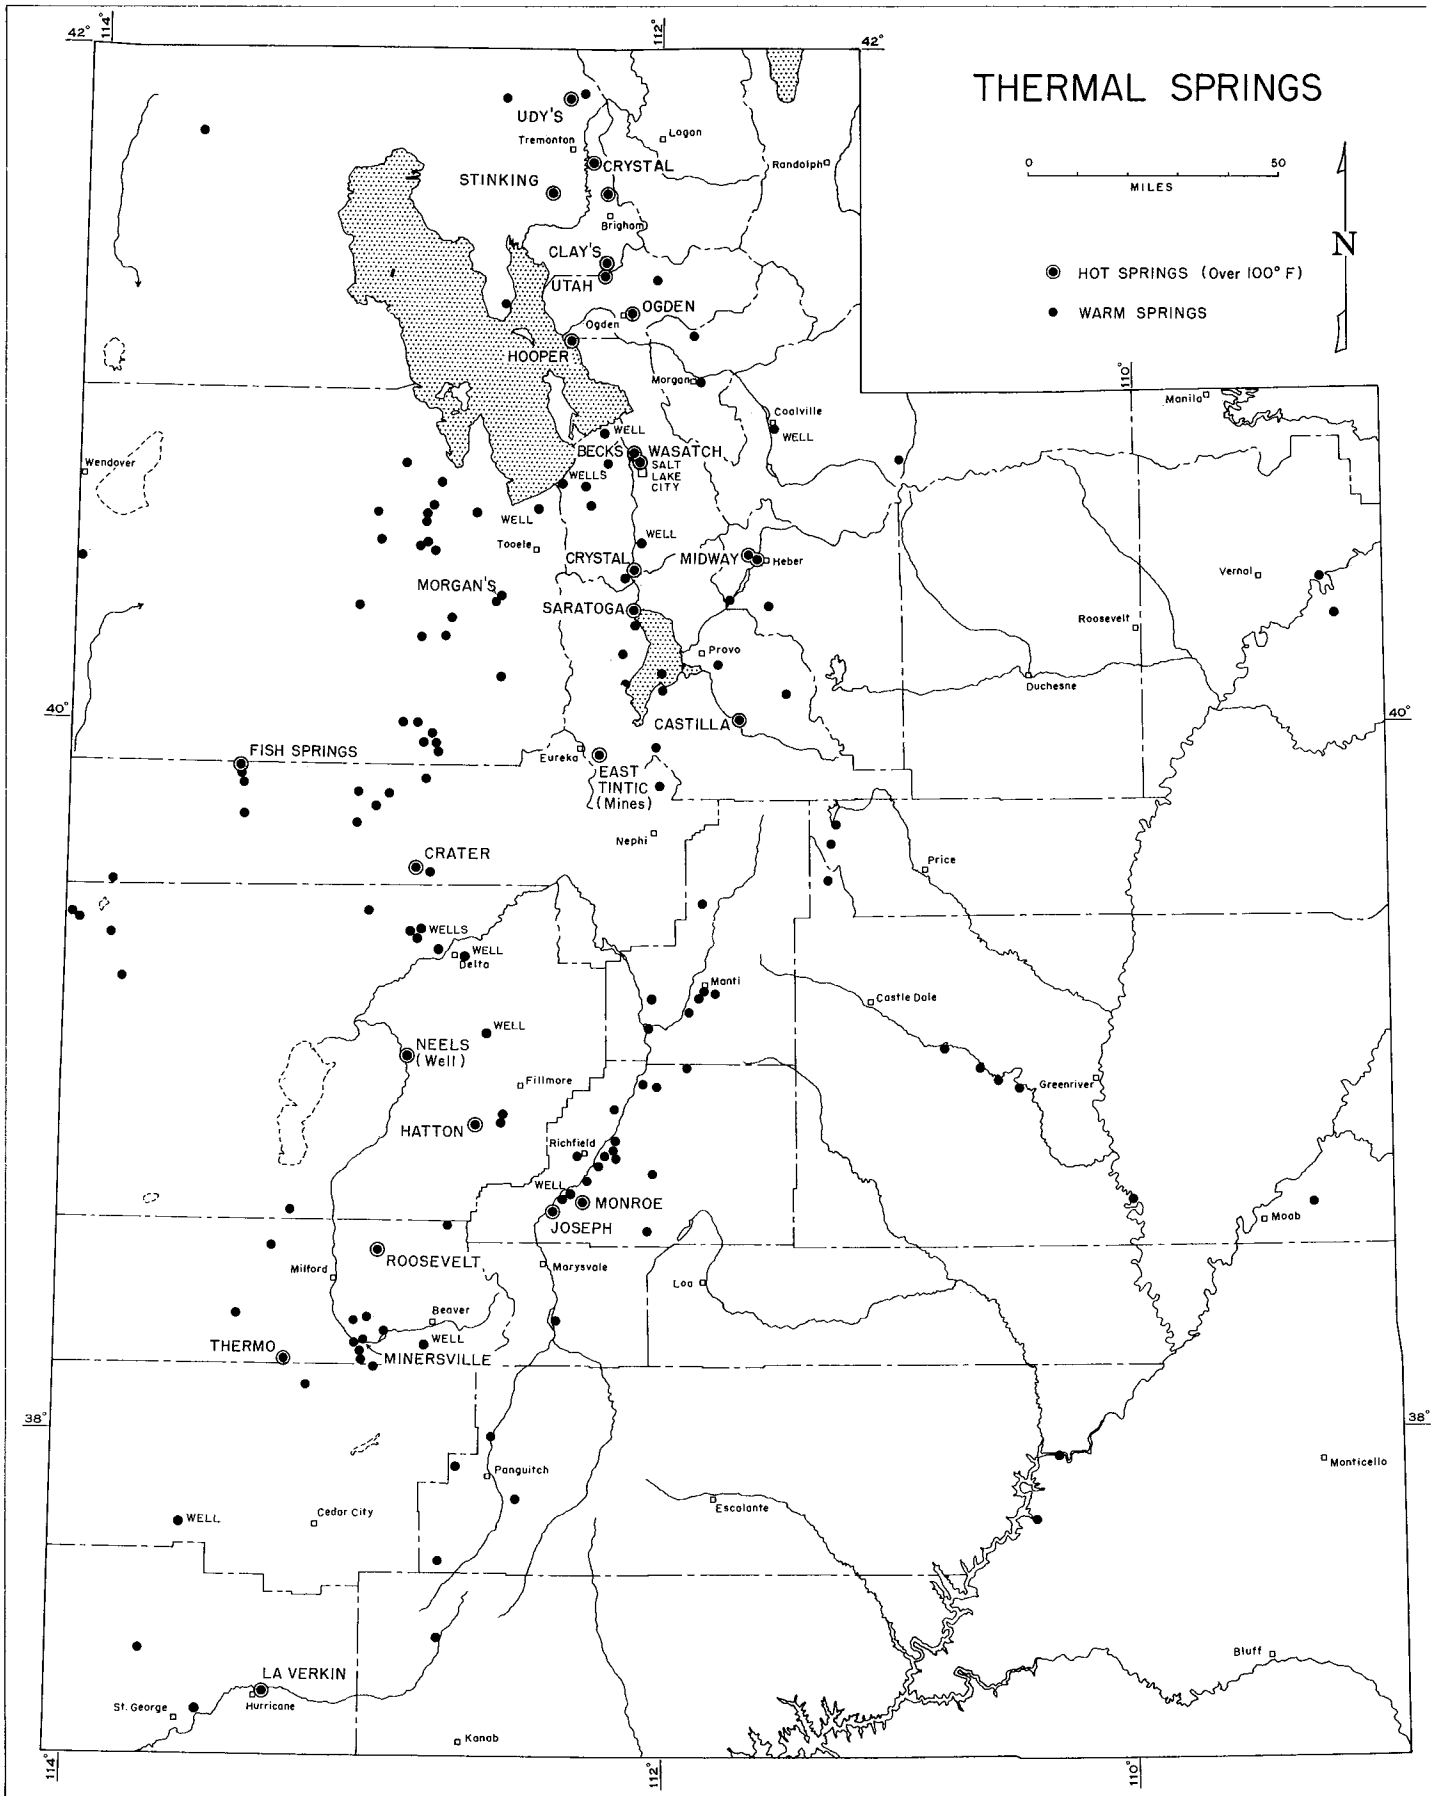 114°
112°
42°
42°
THERMAL SPRINGS
UDY'S
Tremonton
Logan
CRYSTAL
Randolph
STINKING
0
50
MILES
Brigham
N
CLAY'S
UTAH
HOT SPRINGS (Over 100° F)
OGDEN
Ogden
WARM SPRINGS
HOOPER
Morgan
110°
Manila
Coalville
WELL
WELL
BECKS
WASATCH
Wendover
SALT
LAKE
CITY
WELLS
WELL
Tooele
WELL
CRYSTAL
MIDWAY
Heber
Vernal
MORGAN'S
SARATOGA
Roosevelt
Provo
Duchesne
40°
40°
CASTILLA
FISH SPRINGS
Eureka
EAST
TINTIC
(Mines)
Nephi
CRATER
Price
WELLS
WELL
Delta
Manti
Castle Dale
WELL
NEELS
(Well)
Fillmore
Greenriver
HATTON
Richfield
WELL
MONROE
JOSEPH
Moab
ROOSEVELT
Marysvale
Milford
Loa
Beaver
WELL
THERMO
MINERSVILLE
38°
38°
Monticello
Panguitch
Escalante
WELL
Cedar City
Bluff
LA VERKIN
Hurricane
St. George
Kanab
114°
112°
110°